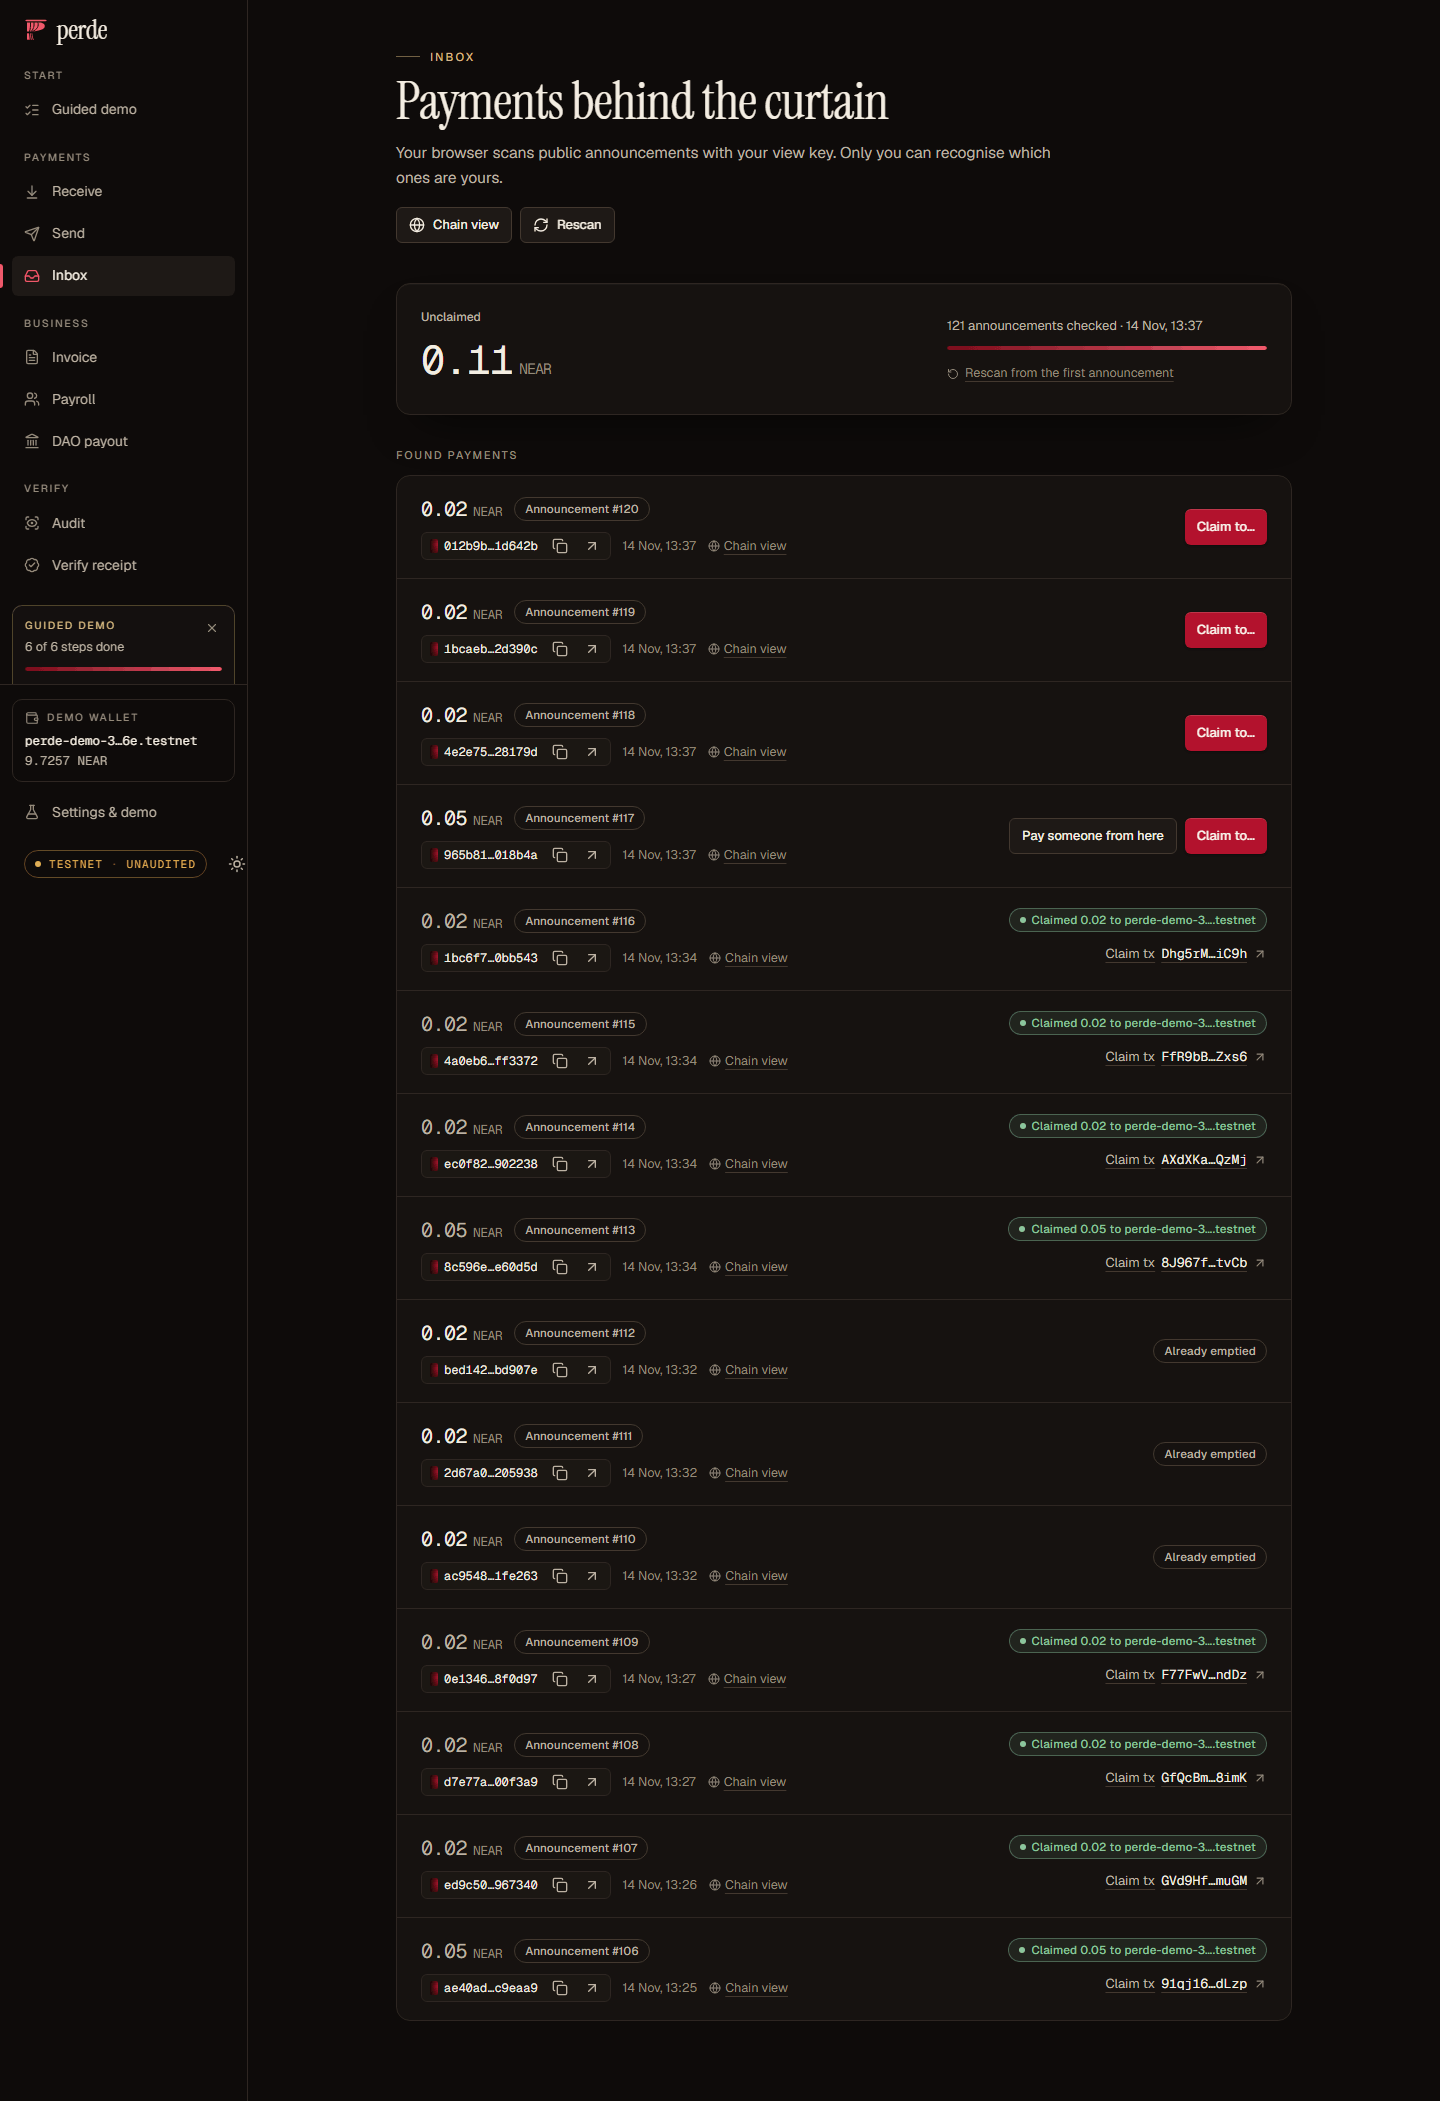 perde
START
Guided demo
PAYMENTS
Receive
Send
Inbox
BUSINESS
Invoice
Payroll
DAO payout
VERIFY
Audit
Verify receipt
GUIDED DEMO
6 of 6 steps done
DEMO WALLET
perde-demo-3…6e.testnet
9.7257 NEAR
Settings & demo
TESTNET · UNAUDITED
INBOX
Payments behind the curtain
Your browser scans public announcements with your view key. Only you can recognise which
ones are yours.
Chain view
Rescan
Unclaimed
0.11 NEAR
121 announcements checked · 14 Nov, 13:37
Rescan from the first announcement
FOUND PAYMENTS
0.02 NEAR Announcement #120
012b9b…1d642b 14 Nov, 13:37 Chain view
Claim to…
0.02 NEAR Announcement #119
1bcaeb…2d390c 14 Nov, 13:37 Chain view
Claim to…
0.02 NEAR Announcement #118
4e2e75…28179d 14 Nov, 13:37 Chain view
Claim to…
0.05 NEAR Announcement #117
965b81…018b4a 14 Nov, 13:37 Chain view
Pay someone from here Claim to…
0.02 NEAR Announcement #116
1bc6f7…0bb543 14 Nov, 13:34 Chain view
Claimed 0.02 to perde-demo-3….testnet
Claim tx Dhg5rM…iC9h
0.02 NEAR Announcement #115
4a0eb6…ff3372 14 Nov, 13:34 Chain view
Claimed 0.02 to perde-demo-3….testnet
Claim tx FfR9bB…Zxs6
0.02 NEAR Announcement #114
ec0f82…902238 14 Nov, 13:34 Chain view
Claimed 0.02 to perde-demo-3….testnet
Claim tx AXdXKa…QzMj
0.05 NEAR Announcement #113
8c596e…e60d5d 14 Nov, 13:34 Chain view
Claimed 0.05 to perde-demo-3….testnet
Claim tx 8J967f…tvCb
0.02 NEAR Announcement #112
bed142…bd907e 14 Nov, 13:32 Chain view
Already emptied
0.02 NEAR Announcement #111
2d67a0…205938 14 Nov, 13:32 Chain view
Already emptied
0.02 NEAR Announcement #110
ac9548…1fe263 14 Nov, 13:32 Chain view
Already emptied
0.02 NEAR Announcement #109
0e1346…8f0d97 14 Nov, 13:27 Chain view
Claimed 0.02 to perde-demo-3….testnet
Claim tx F77FwV…ndDz
0.02 NEAR Announcement #108
d7e77a…00f3a9 14 Nov, 13:27 Chain view
Claimed 0.02 to perde-demo-3….testnet
Claim tx GfQcBm…8imK
0.02 NEAR Announcement #107
ed9c50…967340 14 Nov, 13:26 Chain view
Claimed 0.02 to perde-demo-3….testnet
Claim tx GVd9Hf…muGM
0.05 NEAR Announcement #106
ae40ad…c9eaa9 14 Nov, 13:25 Chain view
Claimed 0.05 to perde-demo-3….testnet
Claim tx 91qj16…dLzp